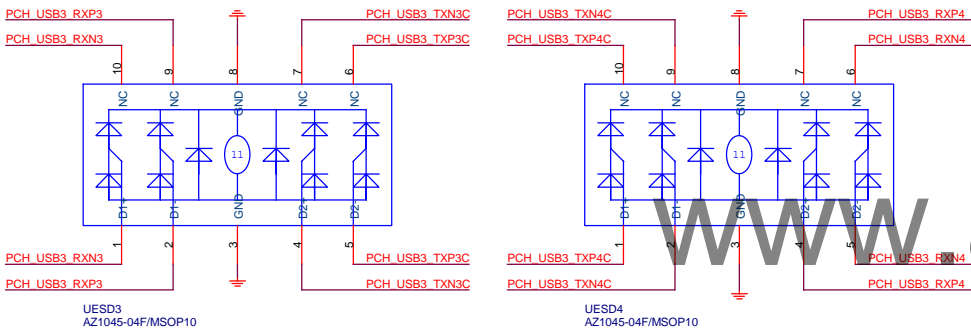 PCH_USB3_RXP3
PCH_USB3_RXN3
PCH_USB3_TXN3C
PCH_USB3_TXP3C
10
9
8
7
6
NC
NC
GND
NC
NC
11
D1+
D1-
GND
D2+
D2-
1
2
3
4
5
PCH_USB3_RXN3
PCH_USB3_RXP3
PCH_USB3_TXP3C
PCH_USB3_TXN3C
UESD3
AZ1045-04F/MSOP10
PCH_USB3_TXN4C
PCH_USB3_TXP4C
PCH_USB3_RXP4
PCH_USB3_RXN4
10
9
8
7
6
NC
NC
GND
NC
NC
11
D1+
D1-
GND
D2+
D2-
1
2
3
4
5
PCH_USB3_TXP4C
PCH_USB3_TXN4C
PCH_USB3_RXN4
PCH_USB3_RXP4
UESD4
AZ1045-04F/MSOP10
www.